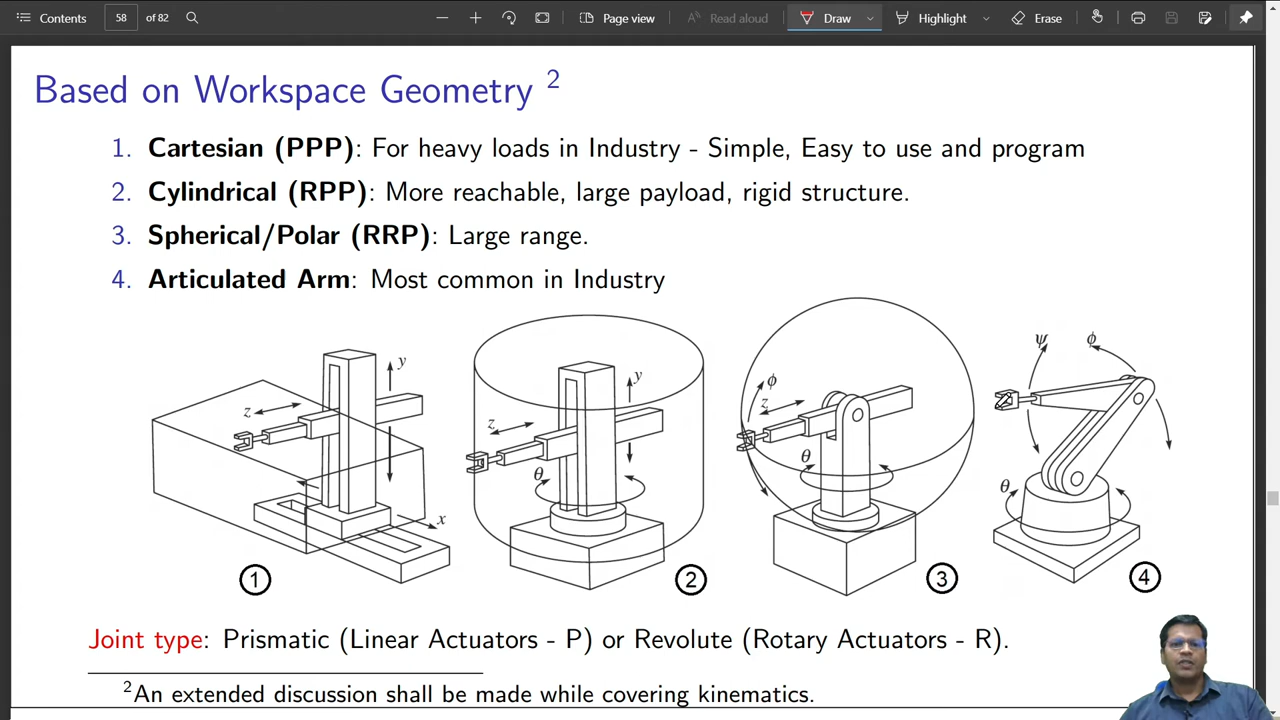 Contents 58 of 82 Page view Read aloud Draw Highlight Erase
Based on Workspace Geometry 2
1. Cartesian (PPP): For heavy loads in Industry - Simple, Easy to use and program
2. Cylindrical (RPP): More reachable, large payload, rigid structure.
3. Spherical/Polar (RRP): Large range.
4. Articulated Arm: Most common in Industry
z y x 1
z y θ 2
ϕ z θ 3
ψ ϕ θ 4
Joint type: Prismatic (Linear Actuators - P) or Revolute (Rotary Actuators - R).
2An extended discussion shall be made while covering kinematics.